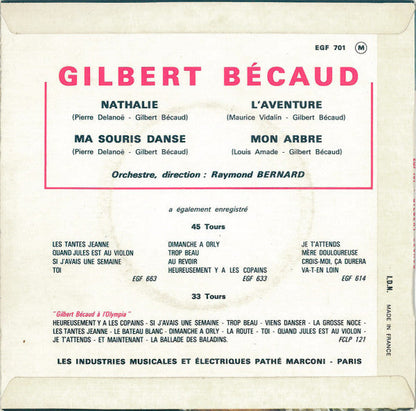 EGF 701 M
GILBERT BÉCAUD
NATHALIE
(Pierre Delanoë - Gilbert Bécaud)
L'AVENTURE
(Maurice Vidalin - Gilbert Bécaud)
MA SOURIS DANSE
(Pierre Delanoë - Gilbert Bécaud)
MON ARBRE
(Louis Amade - Gilbert Bécaud)
Orchestre, direction : Raymond BERNARD
a également enregistré
45 Tours
LES TANTES JEANNE
QUAND JULES EST AU VIOLON
SI J'AVAIS UNE SEMAINE
TOI
EGF 663
DIMANCHE A ORLY
TROP BEAU
AU REVOIR
HEUREUSEMENT Y A LES COPAINS
EGF 633
JE T'ATTENDS
MÈRE DOULOUREUSE
CROIS-MOI, ÇA DURERA
VA-T-EN LOIN
EGF 614
33 Tours
"Gilbert Bécaud à l'Olympia"
HEUREUSEMENT Y A LES COPAINS - SI J'AVAIS UNE SEMAINE - TROP BEAU - VIENS DANSER - LA GROSSE NOCE -
LES TANTES JEANNE - LE BATEAU BLANC - DIMANCHE A ORLY - LA ROUTE - TOI - QUAND JULES EST AU VIOLON -
JE T'ATTENDS - ET MAINTENANT - LA BALLADE DES BALADINS.
FCLP 121
LES INDUSTRIES MUSICALES ET ÉLECTRIQUES PATHÉ MARCONI - PARIS
I.D.N.
MADE IN FRANCE